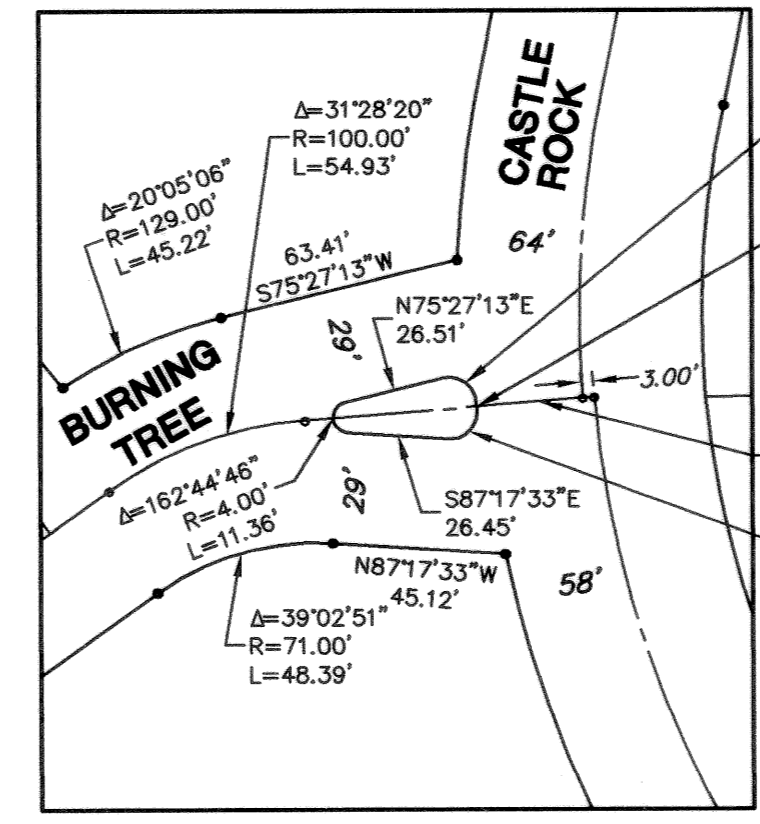 CASTLE
ROCK
Δ=31°28'20"
R=100.00'
L=54.93'
Δ=20°05'06"
R=129.00'
L=45.22'
63.41'
S75°27'13"W
64'
N75°27'13"E
26.51'
29'
BURNING
TREE
3.00'
Δ=162°44'46"
R=4.00'
L=11.36'
29'
S87°17'33"E
26.45'
N87°17'33"W
45.12'
58'
Δ=39°02'51"
R=71.00'
L=48.39'